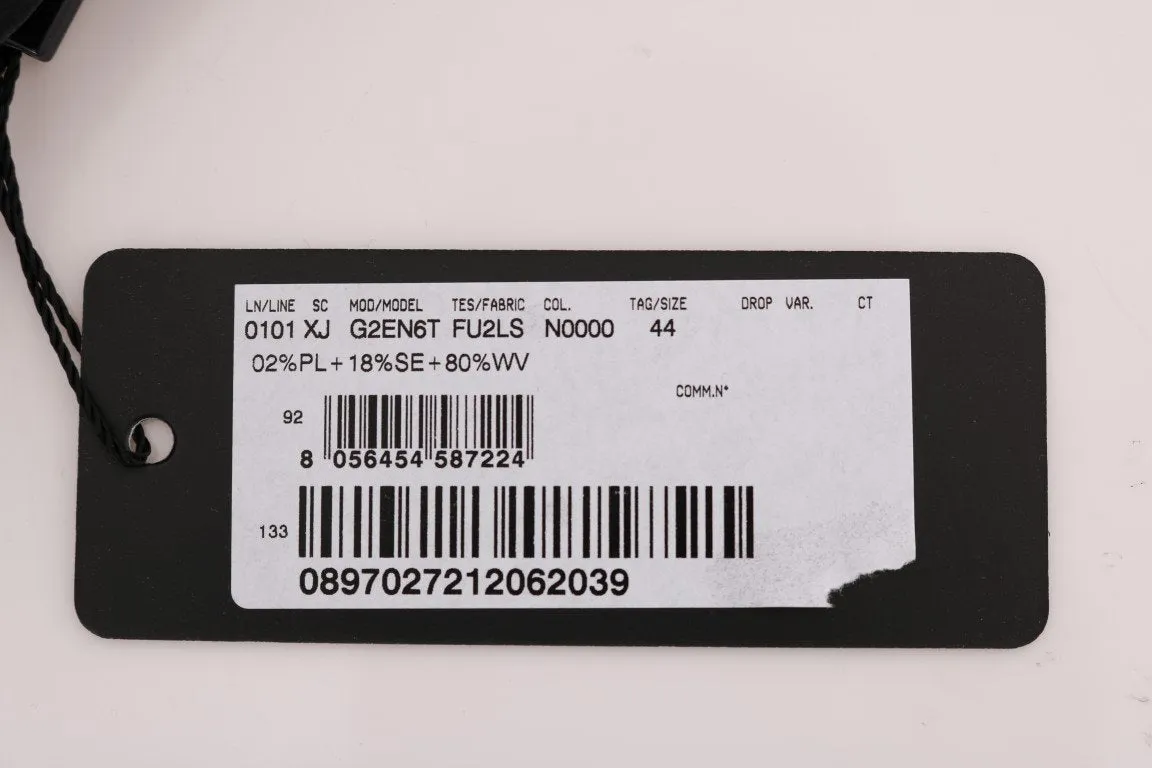 LN/LINE SC MOD/MODEL TES/FABRIC COL. TAG/SIZE DROP VAR. CT
0101 XJ G2EN6T FU2LS N0000 44
02%PL+18%SE+80%WV
COMM.N°
92
8 056454 587224
133
0897027212062039